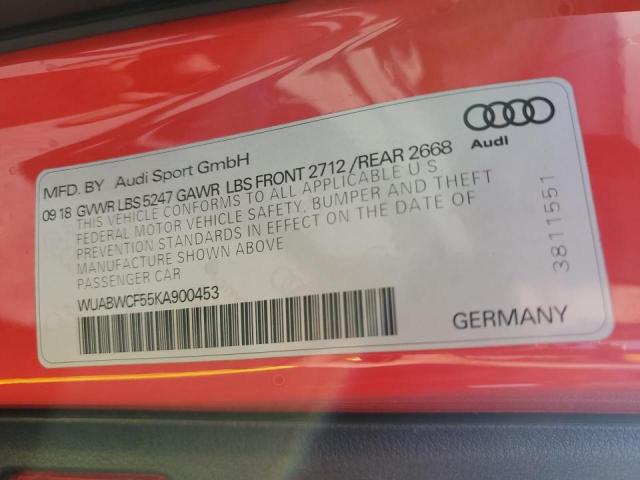 MFD. BY Audi Sport GmbH
Audi
09 18 GVWR LBS 5247 GAWR LBS FRONT 2712 /REAR 2668
THIS VEHICLE CONFORMS TO ALL APPLICABLE U.S.
FEDERAL MOTOR VEHICLE SAFETY, BUMPER AND THEFT
PREVENTION STANDARDS IN EFFECT ON THE DATE OF
MANUFACTURE SHOWN ABOVE
PASSENGER CAR
WUABWCF55KA900453
GERMANY
3811551